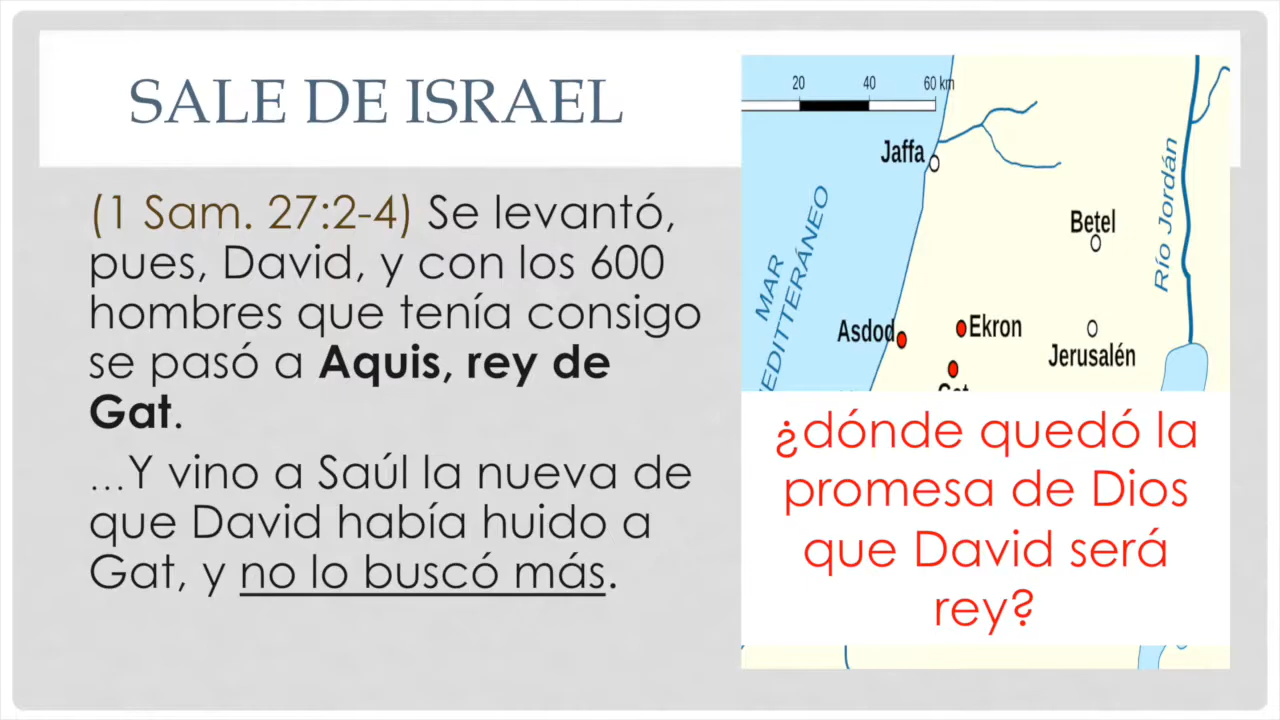 SALE DE ISRAEL
(1 Sam. 27:2-4) Se levantó,
pues, David, y con los 600
hombres que tenía consigo
se pasó a Aquis, rey de
Gat.
…Y vino a Saúl la nueva de
que David había huido a
Gat, y no lo buscó más.
20 40 60 km
Jaffa
Betel
Río Jordán
MAR
EDITTERÁNEO
Asdod
Ekron
Jerusalén
Gat
¿dónde quedó la
promesa de Dios
que David será
rey?